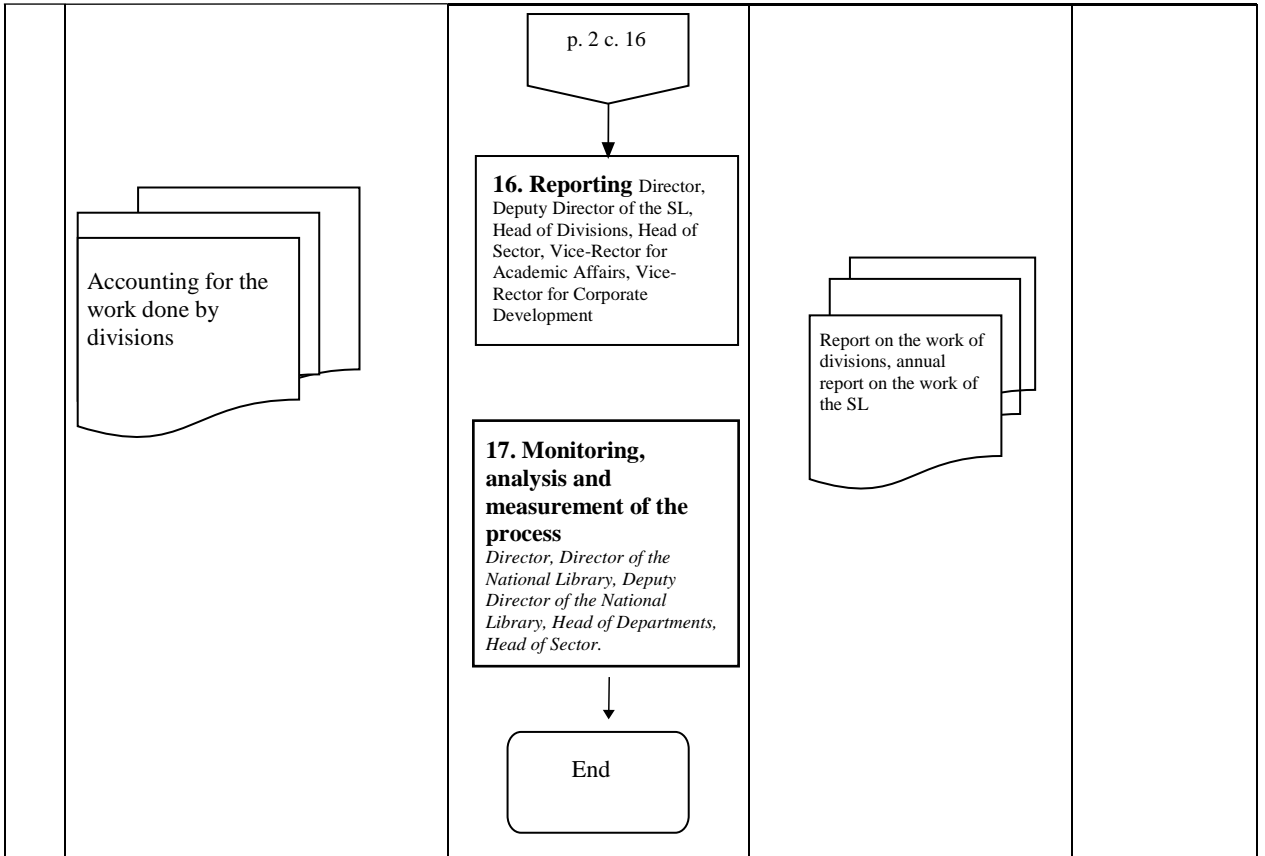 p. 2 c. 16
16. Reporting Director,
Deputy Director of the SL,
Head of Divisions, Head of
Sector, Vice-Rector for
Academic Affairs, Vice-
Rector for Corporate
Development
Accounting for the
work done by
divisions
Report on the work of
divisions, annual
report on the work of
the SL
17. Monitoring,
analysis and
measurement of the
process
Director, Director of the
National Library, Deputy
Director of the National
Library, Head of Departments,
Head of Sector.
End